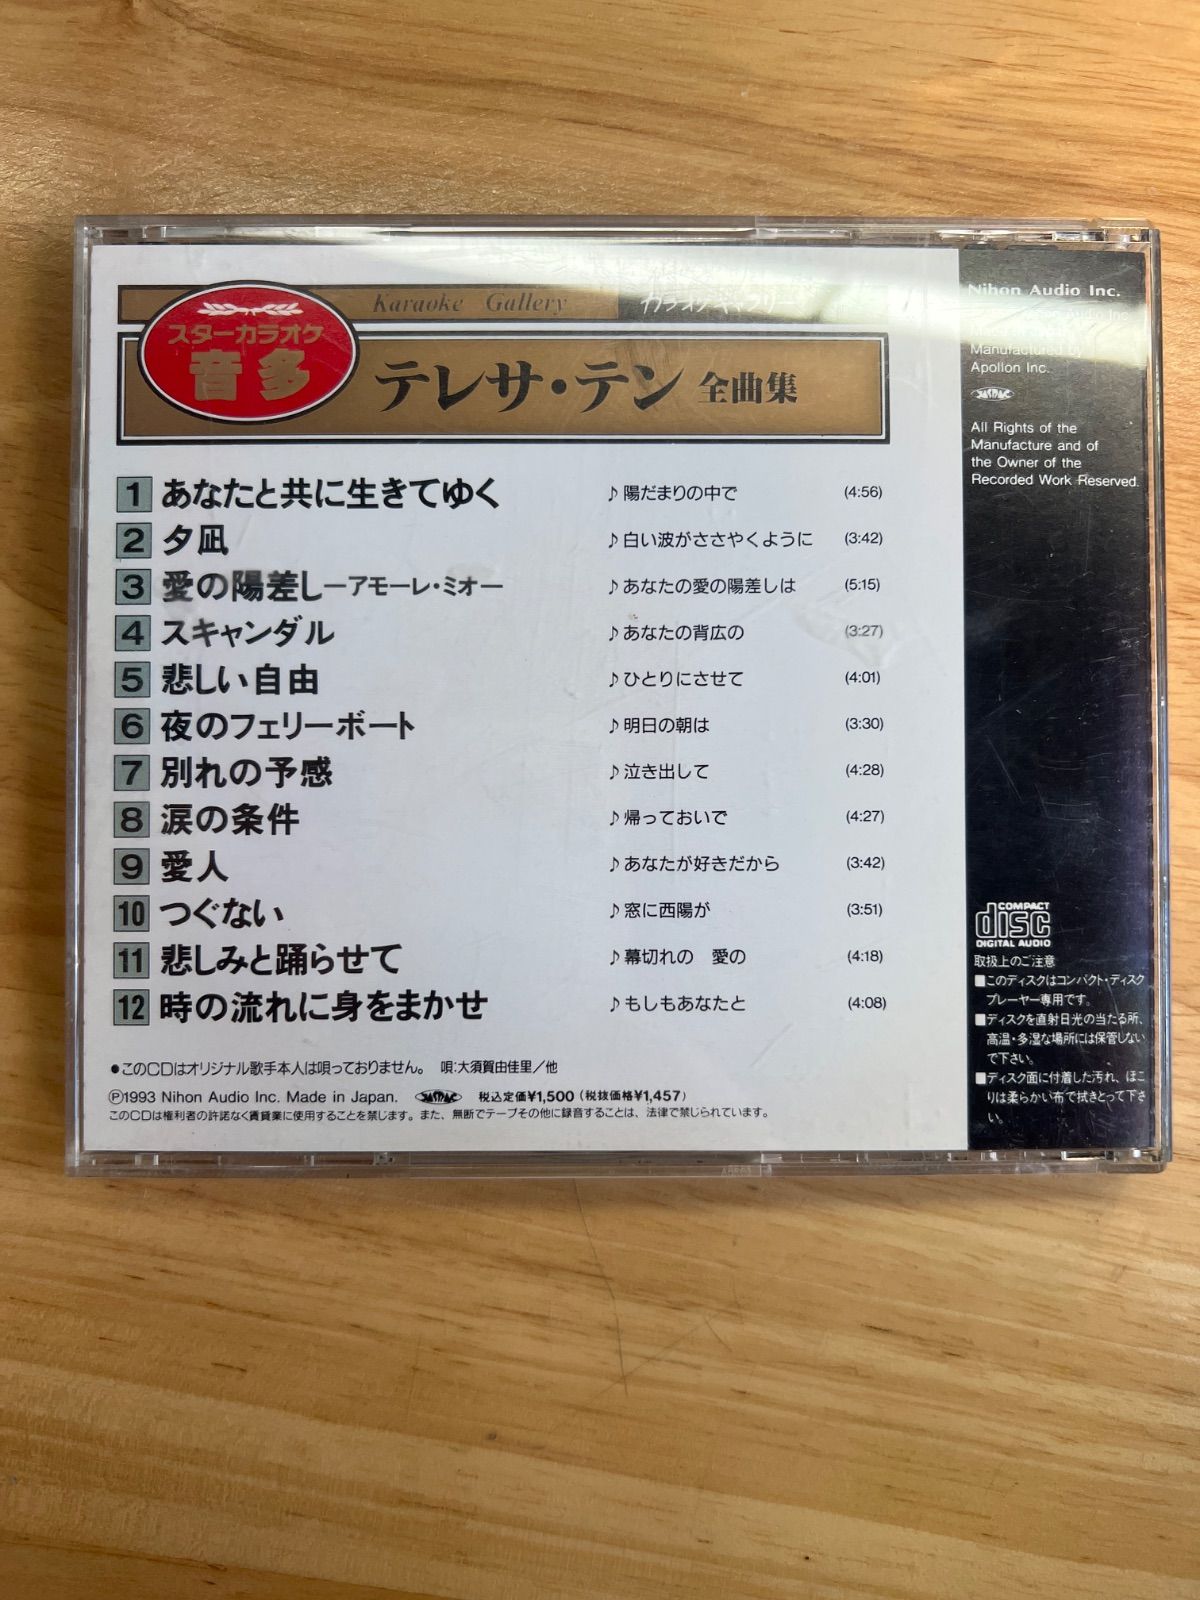 Karaoke Gallery カラオケギャラリー
スターカラオケ
音多
テレサ・テン 全曲集
1 あなたと共に生きてゆく ♪陽だまりの中で (4:56)
2 夕凪 ♪白い波がささやくように (3:42)
3 愛の陽差し—アモーレ・ミオ— ♪あなたの愛の陽差しは (5:15)
4 スキャンダル ♪あなたの背広の (3:27)
5 悲しい自由 ♪ひとりにさせて (4:01)
6 夜のフェリーボート ♪明日の朝は (3:30)
7 別れの予感 ♪泣き出して (4:28)
8 涙の条件 ♪帰っておいで (4:27)
9 愛人 ♪あなたが好きだから (3:42)
10 つぐない ♪窓に西陽が (3:51)
11 悲しみと踊らせて ♪幕切れの 愛の (4:18)
12 時の流れに身をまかせ ♪もしもあなたと (4:08)
●このCDはオリジナル歌手本人は唄っておりません。 唄:大須賀由佳里/他
Ⓟ1993 Nihon Audio Inc. Made in Japan. JASRAC 税込定価¥1,500(税抜価格¥1,457)
このCDは権利者の許諾なく賃貸業に使用することを禁じます。また、無断でテープその他に録音することは、法律で禁じられています。
Nihon Audio Inc.
Audio Inc.
Manufactured by
Apollon Inc.
JASRAC
All Rights of the
Manufacture and of
the Owner of the
Recorded Work Reserved.
COMPACT
disc
DIGITAL AUDIO
取扱上のご注意
■このディスクはコンパクト・ディスク
プレーヤー専用です。
■ディスクを直射日光の当たる所、
高温・多湿な場所には保管しない
で下さい。
■ディスク面に付着した汚れ、ほこ
りは柔らかい布で拭きとって下さ
い。